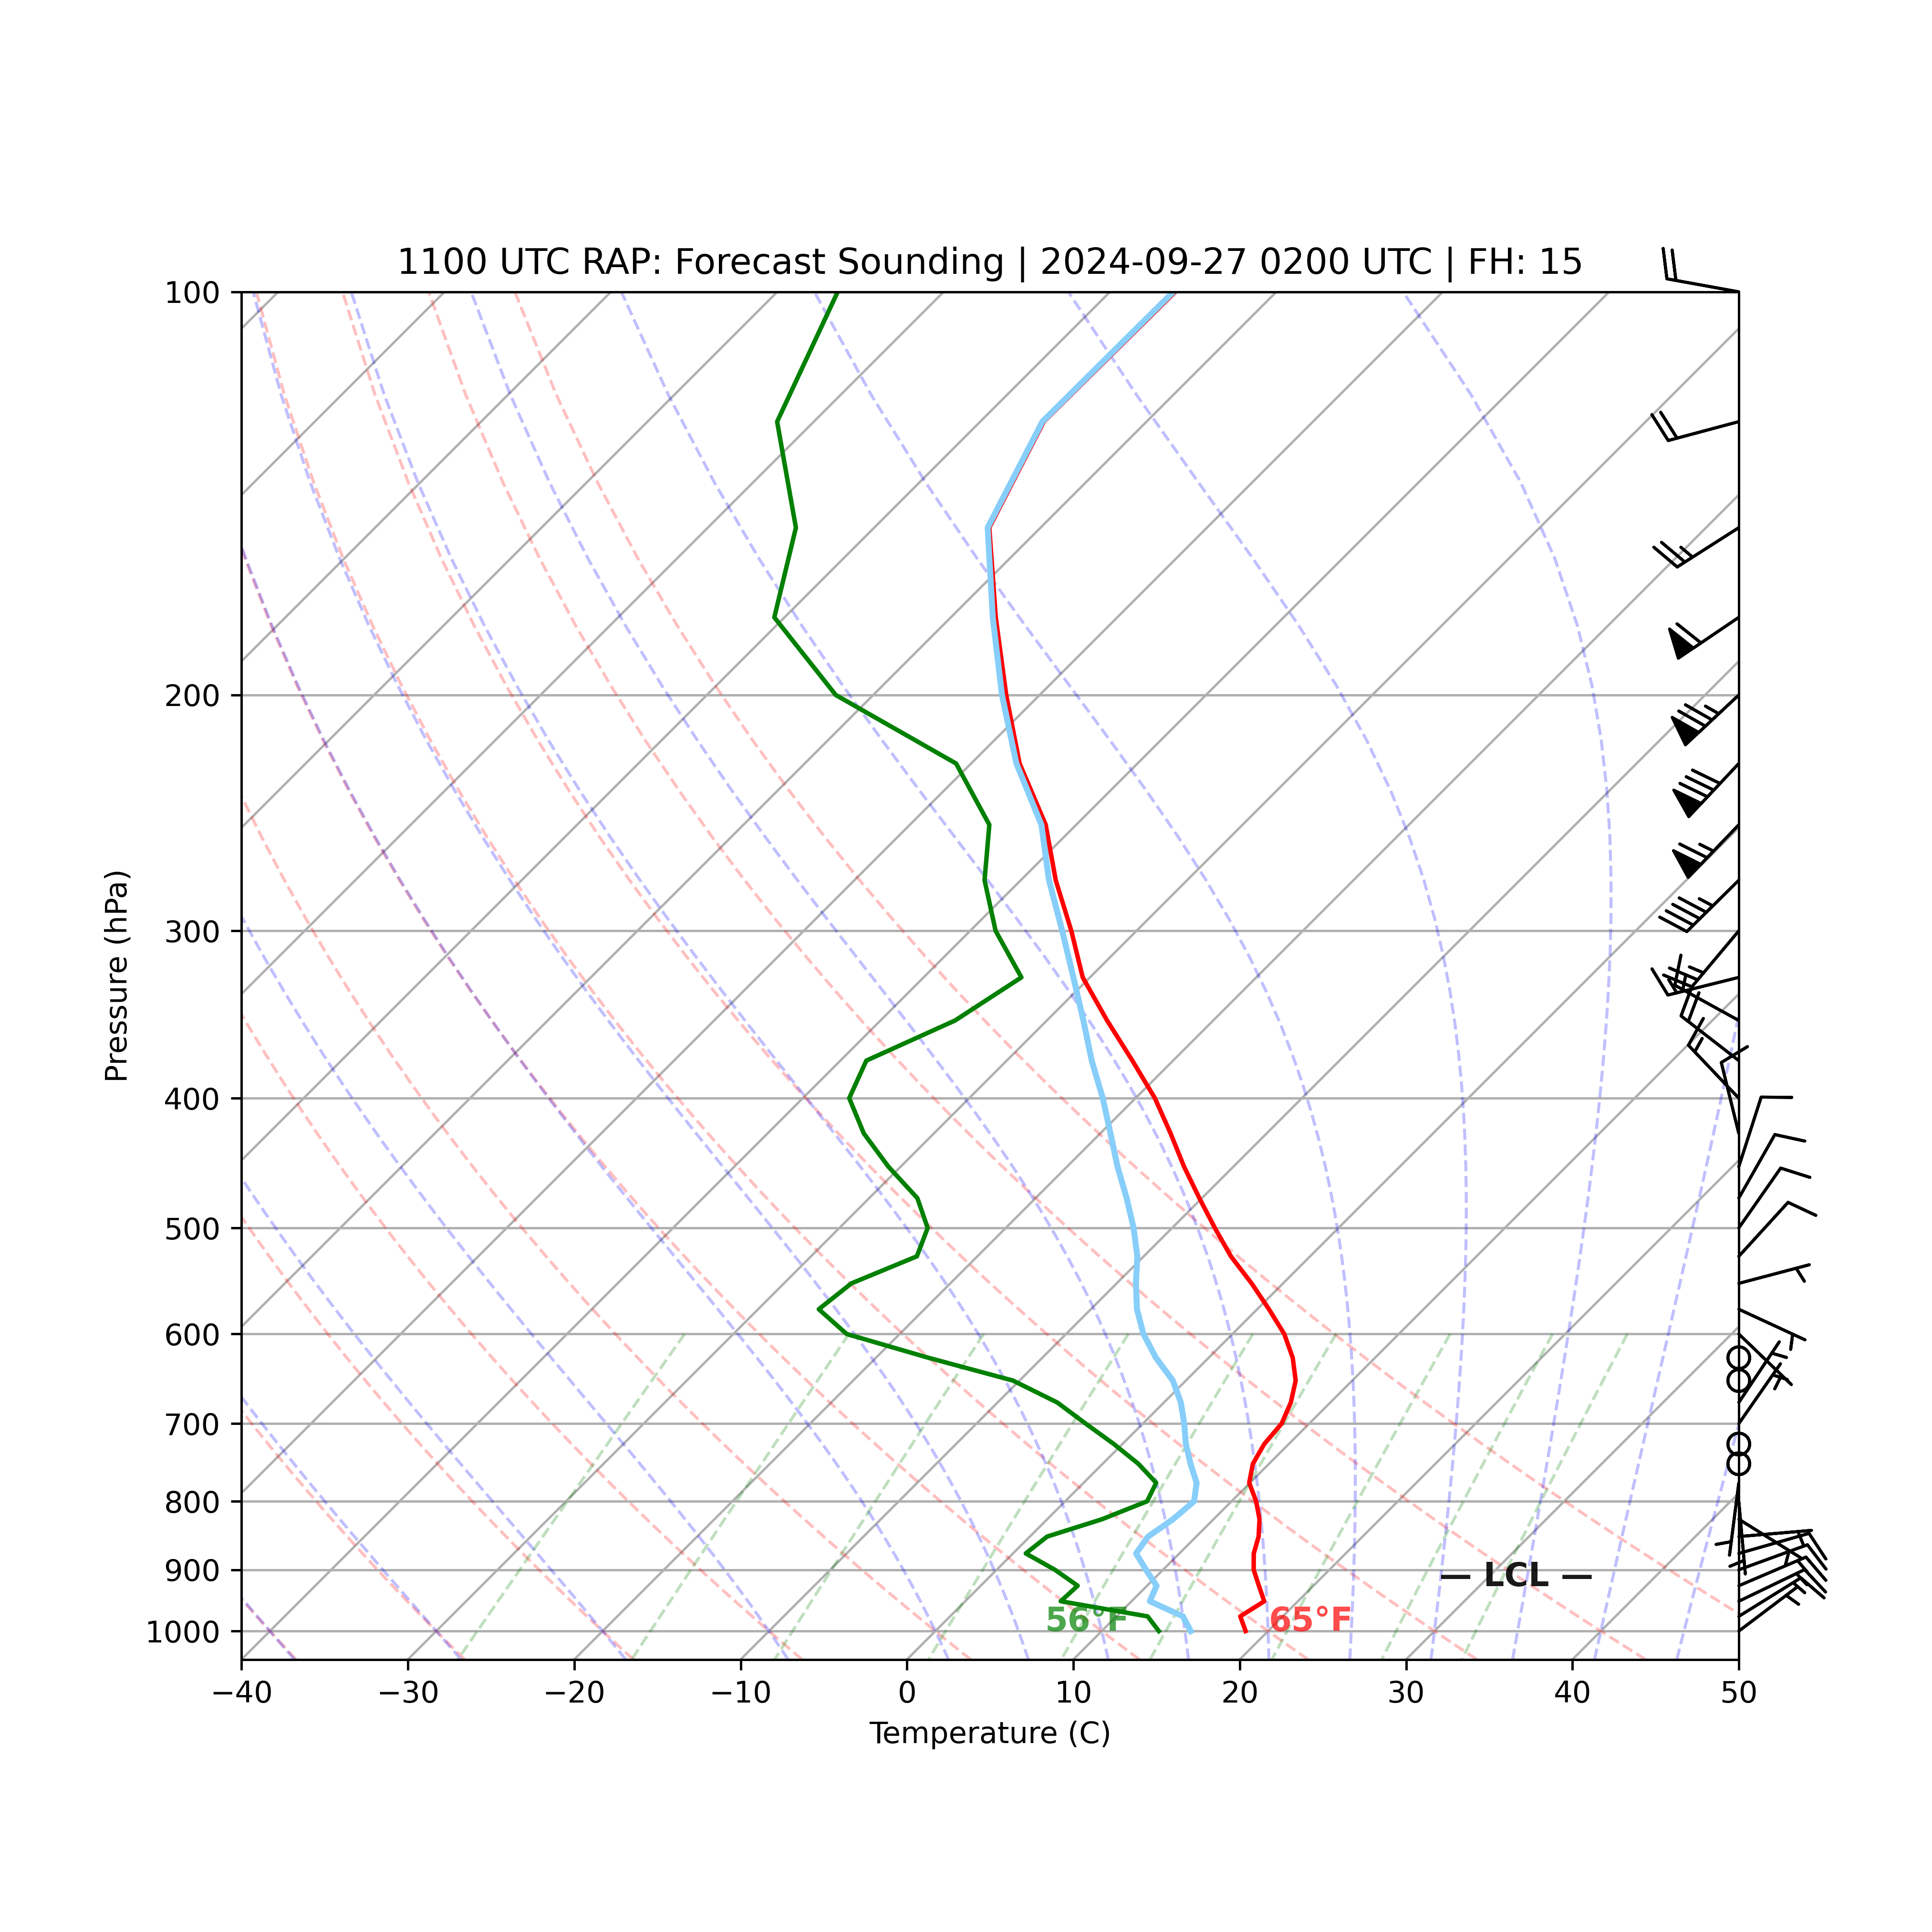 1100 UTC RAP: Forecast Sounding | 2024-09-27 0200 UTC | FH: 15
100
200
300
400
500
600
700
800
900
1000
Pressure (hPa)
— LCL —
56°F 65°F
−40 −30 −20 −10 0 10 20 30 40 50
Temperature (C)